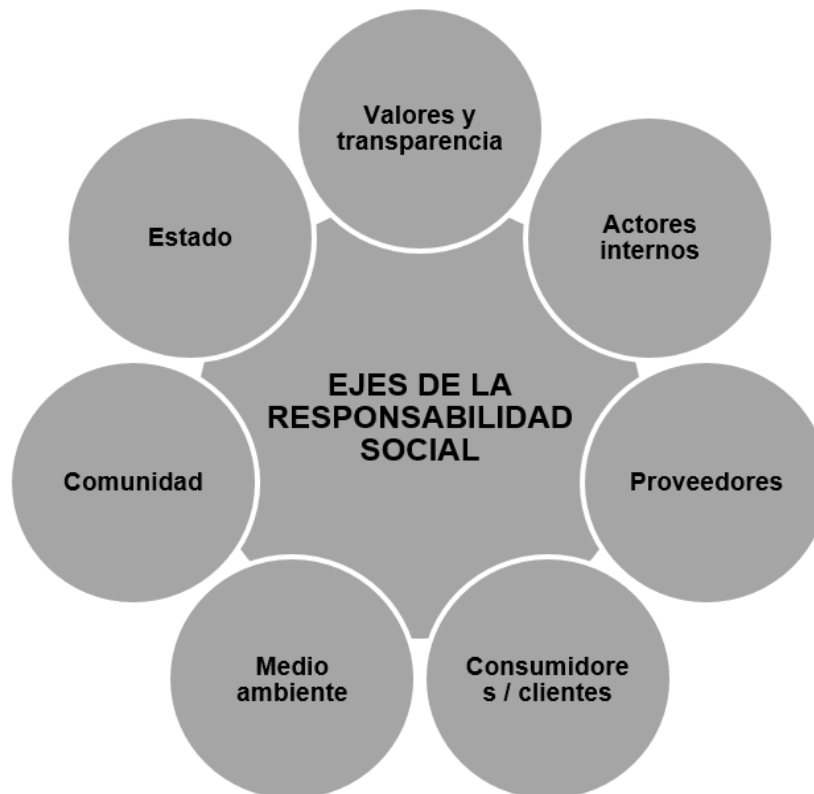 Valores y
transparencia
Actores
internos
Estado
EJES DE LA
RESPONSABILIDAD
SOCIAL
Comunidad
Proveedores
Medio
ambiente
Consumidore
s / clientes